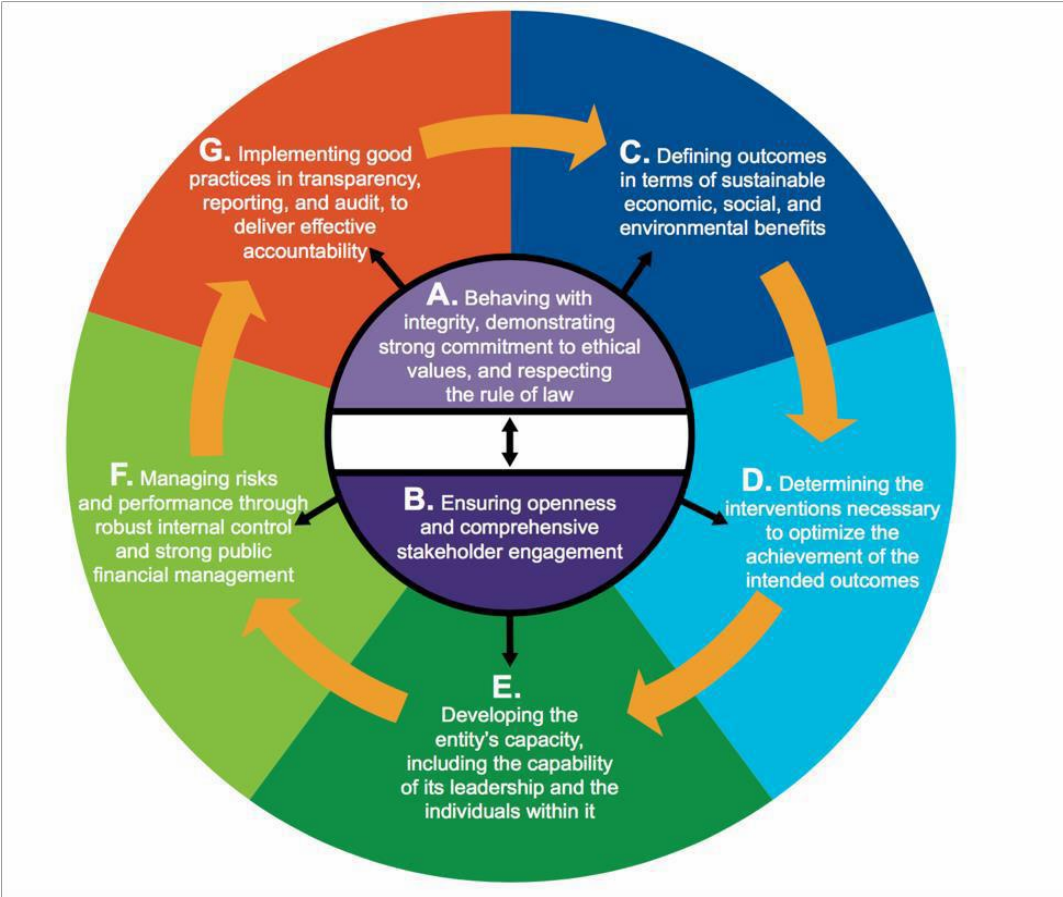 G. Implementing good
practices in transparency,
reporting, and audit, to
deliver effective
accountability
C. Defining outcomes
in terms of sustainable
economic, social, and
environmental benefits
A. Behaving with
integrity, demonstrating
strong commitment to ethical
values, and respecting
the rule of law
B. Ensuring openness
and comprehensive
stakeholder engagement
F. Managing risks
and performance through
robust internal control
and strong public
financial management
D. Determining the
interventions necessary
to optimize the
achievement of the
intended outcomes
E.
Developing the
entity's capacity,
including the capability
of its leadership and the
individuals within it